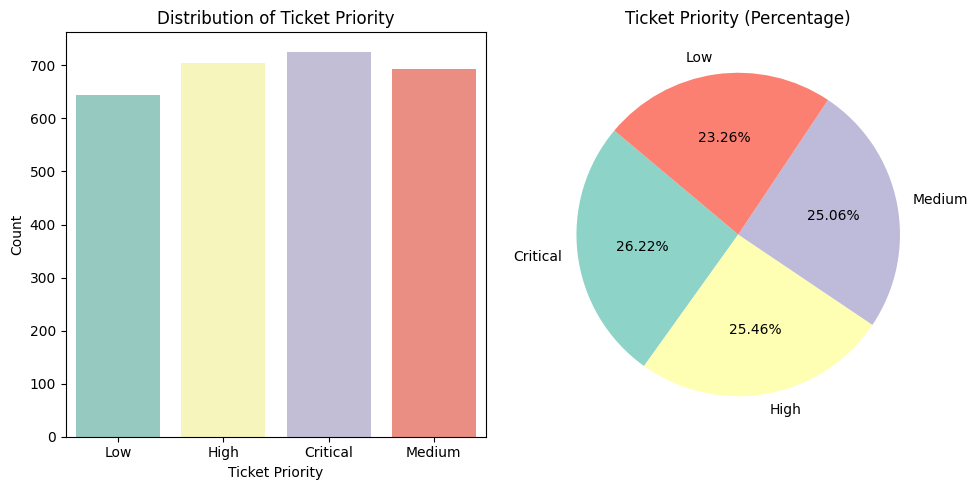 Distribution of Ticket Priority
700
600
500
400
300
200
100
0
Count
Low High Critical Medium
Ticket Priority
Ticket Priority (Percentage)
Low
23.26%
Medium
25.06%
Critical
26.22%
25.46%
High